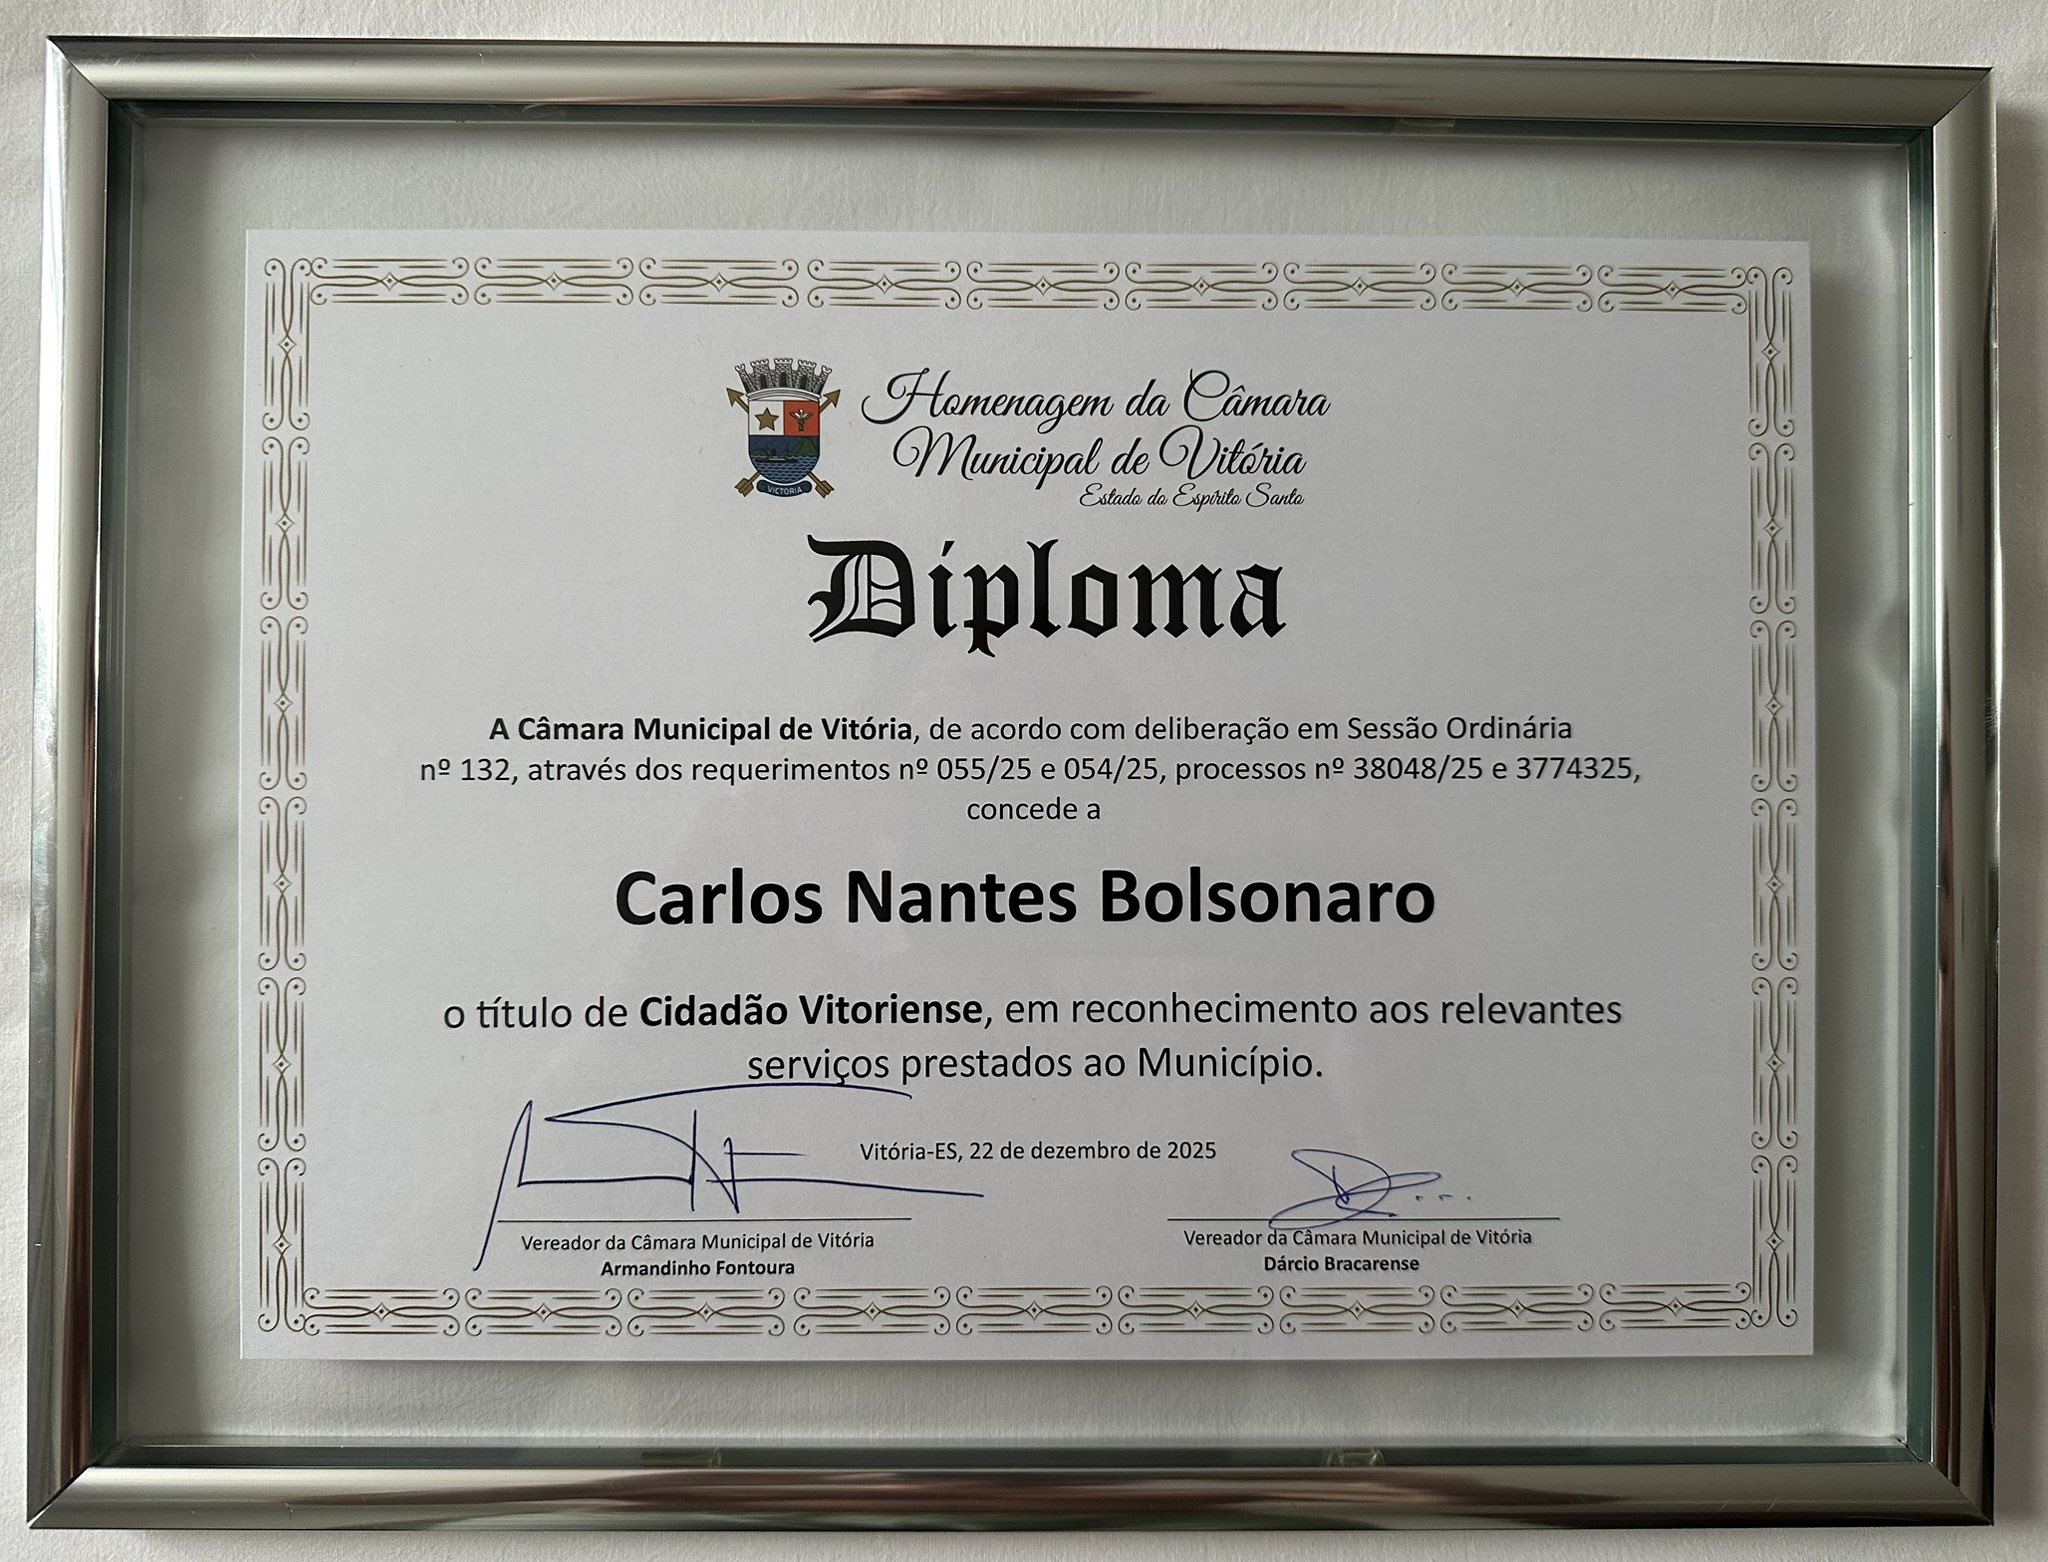 Homenagem da Câmara
Municipal de Vitória
Estado do Espírito Santo
VICTORIA
Diploma
A Câmara Municipal de Vitória, de acordo com deliberação em Sessão Ordinária
nº 132, através dos requerimentos nº 055/25 e 054/25, processos nº 38048/25 e 3774325,
concede a
Carlos Nantes Bolsonaro
o título de Cidadão Vitoriense, em reconhecimento aos relevantes
serviços prestados ao Município.
Vitória-ES, 22 de dezembro de 2025
Vereador da Câmara Municipal de Vitória
Armandinho Fontoura
Vereador da Câmara Municipal de Vitória
Dárcio Bracarense